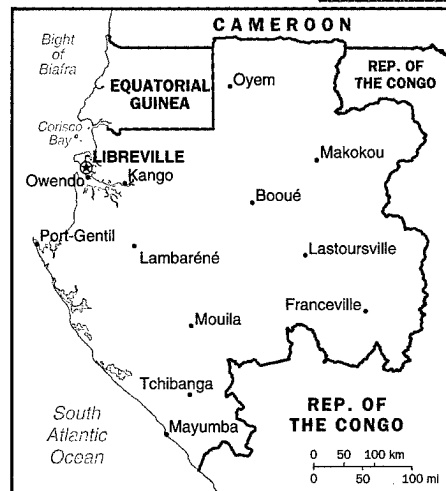 CAMEROON
Bight
of
Biafra
REP. OF
THE CONGO
EQUATORIAL
GUINEA
Oyem
Corisco
Bay
LIBREVILLE
Makokou
Owendo
Kango
Booué
Port-Gentil
Lambaréné
Lastoursville
Franceville
Mouila
Tchibanga
South
Atlantic
Ocean
Mayumba
REP. OF
THE CONGO
0 50 100 km
0 50 100 mi